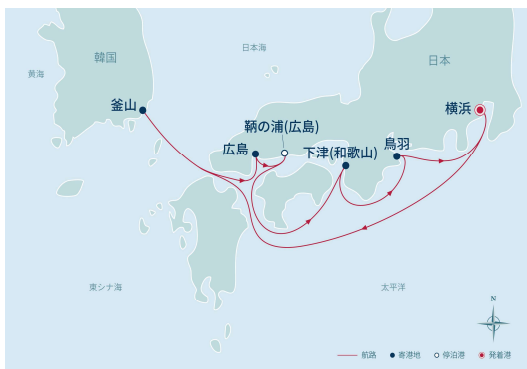 韓国
日本海
日本
黄海
釜山
横浜
鞆の浦(広島)
広島
下津(和歌山)
鳥羽
東シナ海
太平洋
N
航路
寄港地
停泊港
発着港